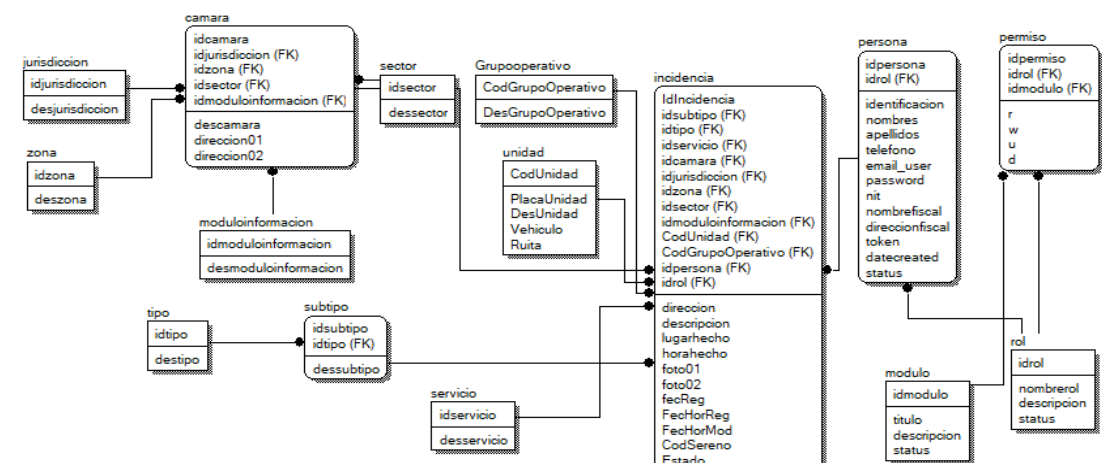 camara
idcamara
idjurisdiccion (FK)
idzona (FK)
idsector (FK)
idmoduloinformacion (FK)
descamara
direccion01
direccion02
jurisdiccion
idjurisdiccion
desjurisdiccion
zona
idzona
deszona
moduloinformacion
idmoduloinformacion
desmoduloinformacion
sector
idsector
dessector
Grupooperativo
CodGrupoOperativo
DesGrupoOperativo
unidad
CodUnidad
PlacaUnidad
DesUnidad
Vehiculo
Ruita
tipo
idtipo
destipo
subtipo
idsubtipo
idtipo (FK)
dessubtipo
servicio
idservicio
desservicio
incidencia
IdIncidencia
idsubtipo (FK)
idtipo (FK)
idservicio (FK)
idcamara (FK)
idjurisdiccion (FK)
idzona (FK)
idsector (FK)
idmoduloinformacion (FK)
CodUnidad (FK)
CodGrupoOperativo (FK)
idpersona (FK)
idrol (FK)
direccion
descripcion
lugarhecho
horahecho
foto01
foto02
fecReg
FecHorReg
FecHorMod
CodSereno
Estado
persona
idpersona
idrol (FK)
identificacion
nombres
apellidos
telefono
email_user
password
nit
nombrefiscal
direccionfiscal
token
datecreated
status
permiso
idpermiso
idrol (FK)
idmodulo (FK)
r
w
u
d
modulo
idmodulo
titulo
descripcion
status
rol
idrol
nombrerol
descripcion
status